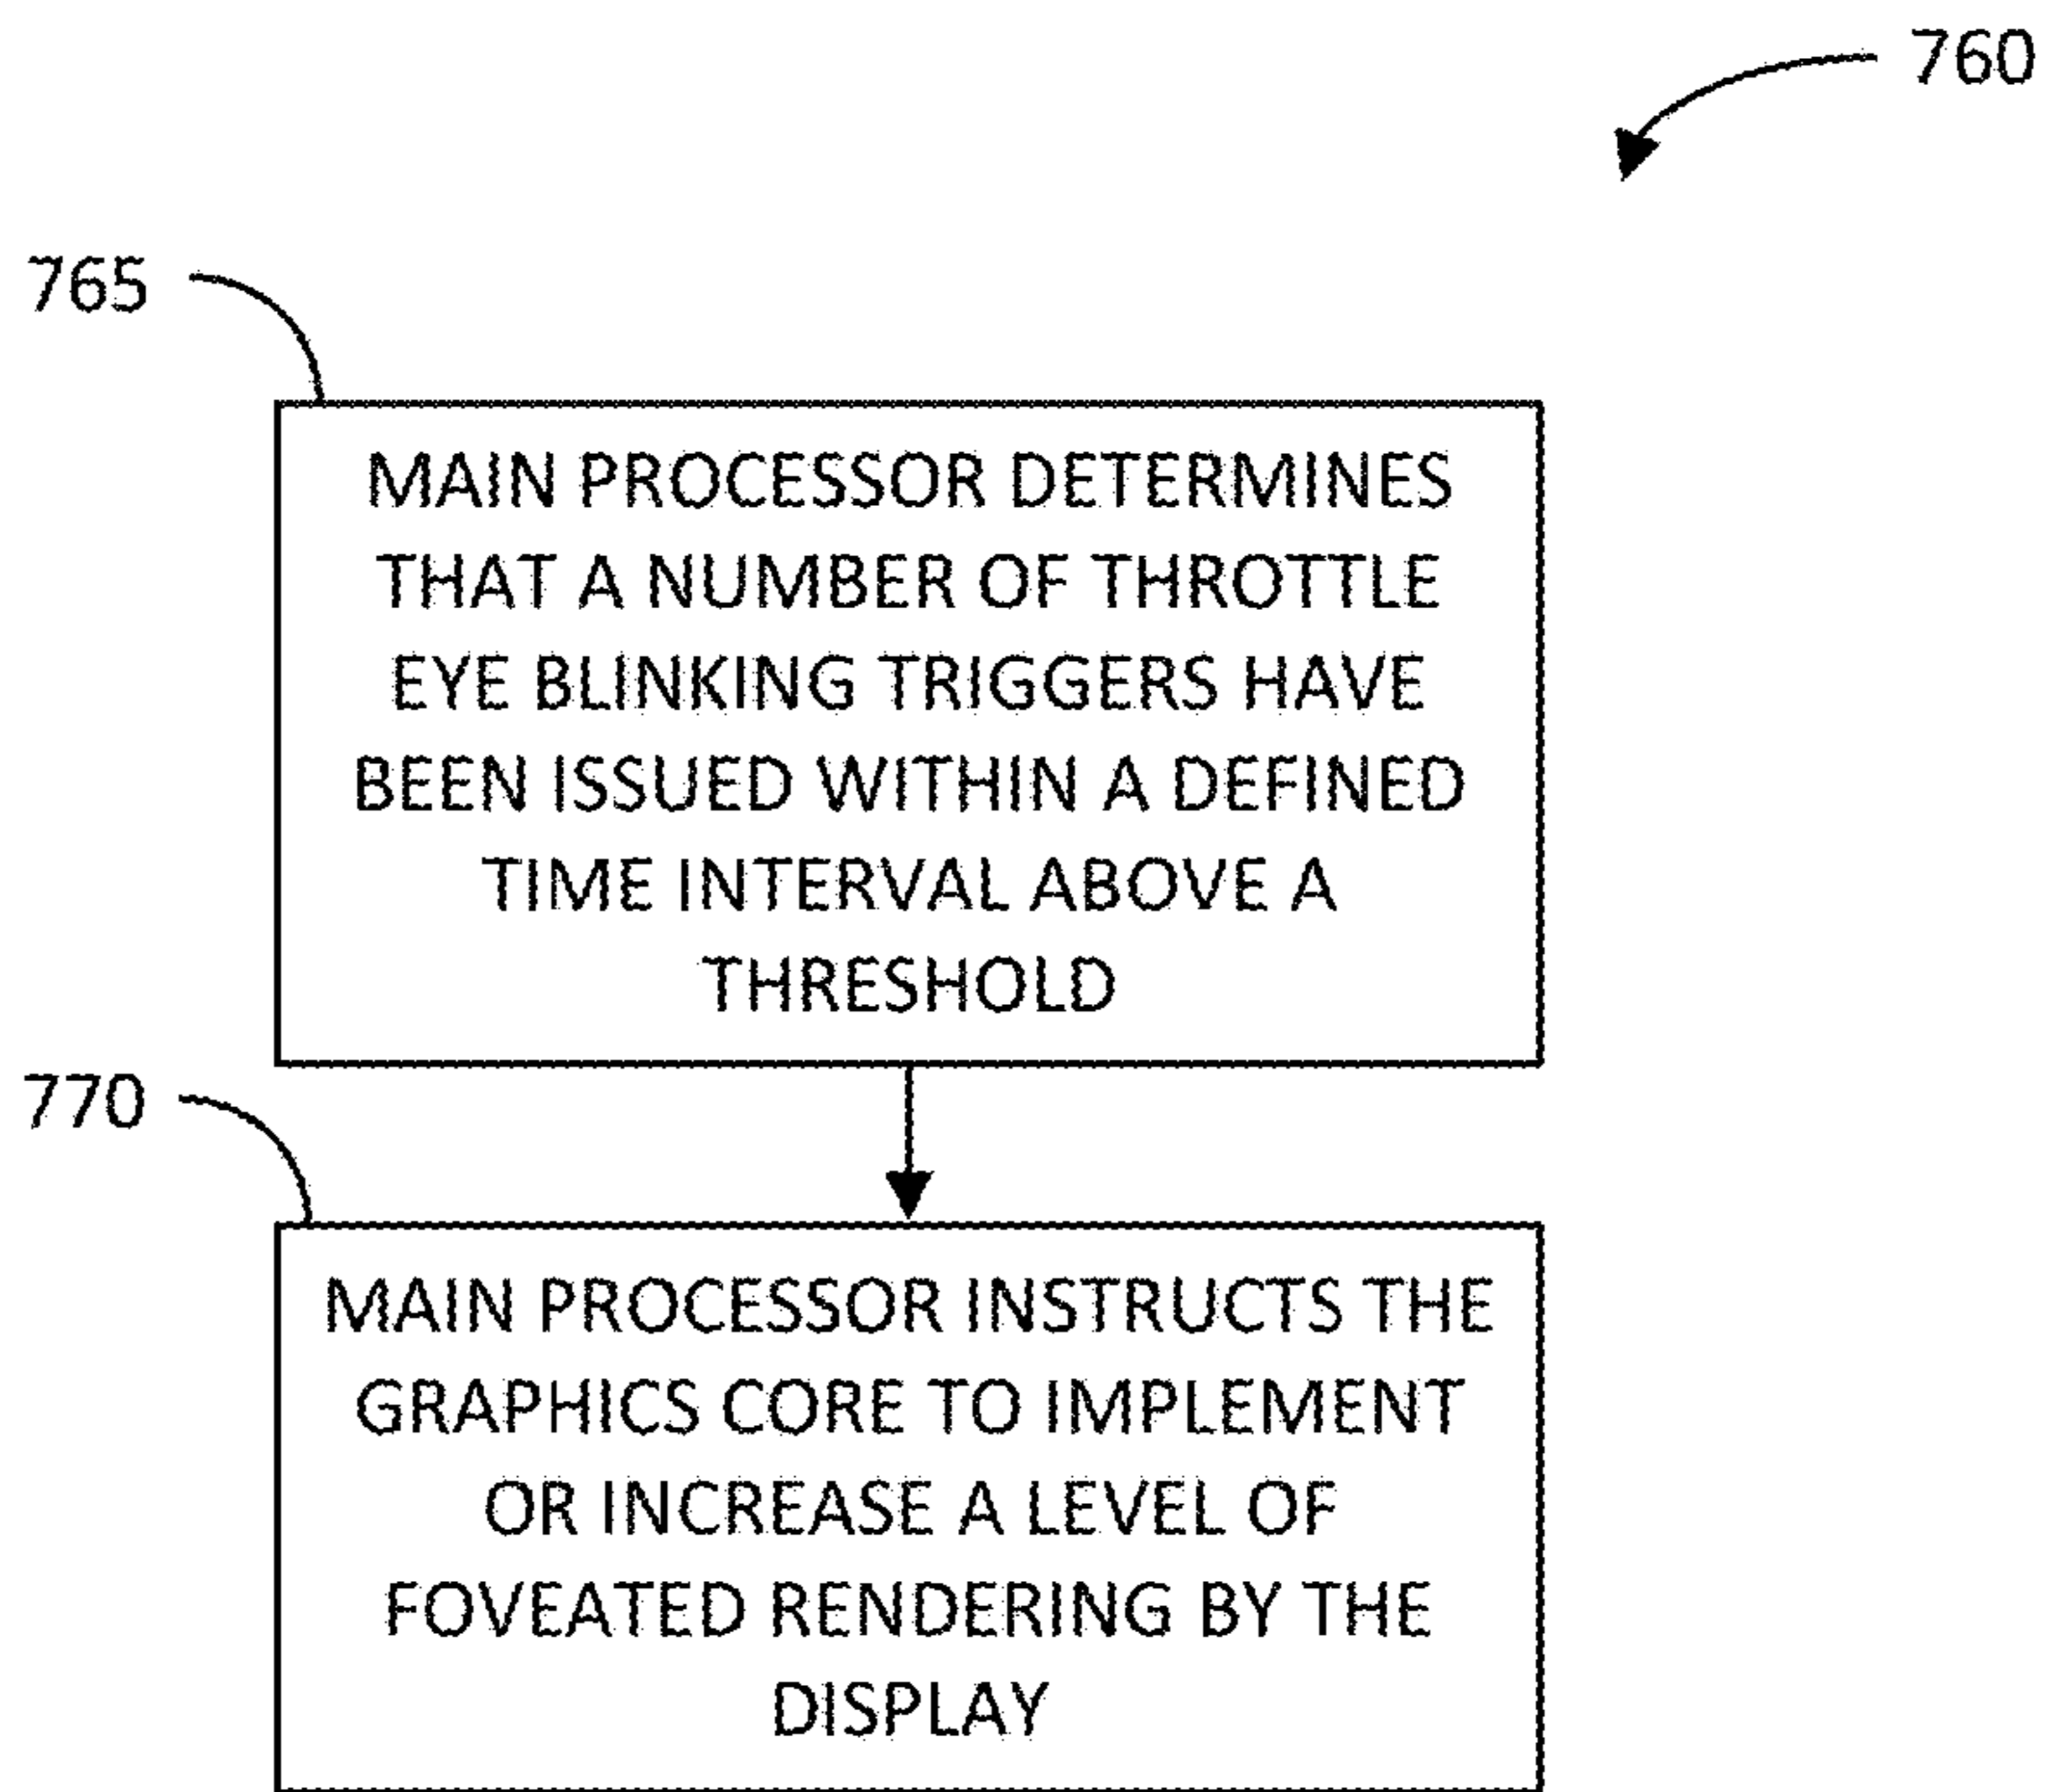 760
765
MAIN PROCESSOR DETERMINES
THAT A NUMBER OF THROTTLE
EYE BLINKING TRIGGERS HAVE
BEEN ISSUED WITHIN A DEFINED
TIME INTERVAL ABOVE A
THRESHOLD
770
MAIN PROCESSOR INSTRUCTS THE
GRAPHICS CORE TO IMPLEMENT
OR INCREASE A LEVEL OF
FOVEATED RENDERING BY THE
DISPLAY